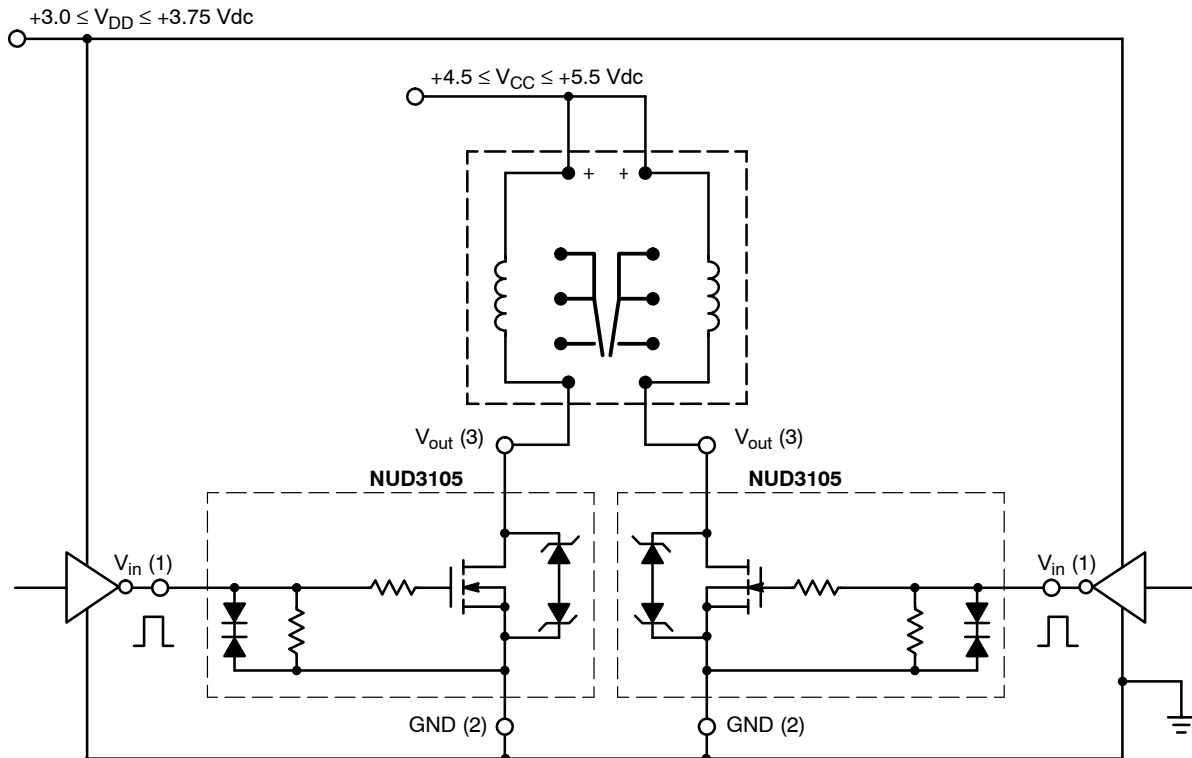 +3.0 ≤ VDD ≤ +3.75 Vdc
+4.5 ≤ VCC ≤ +5.5 Vdc
+ +
Vout (3) Vout (3)
NUD3105 NUD3105
Vin (1) Vin (1)
GND (2) GND (2)